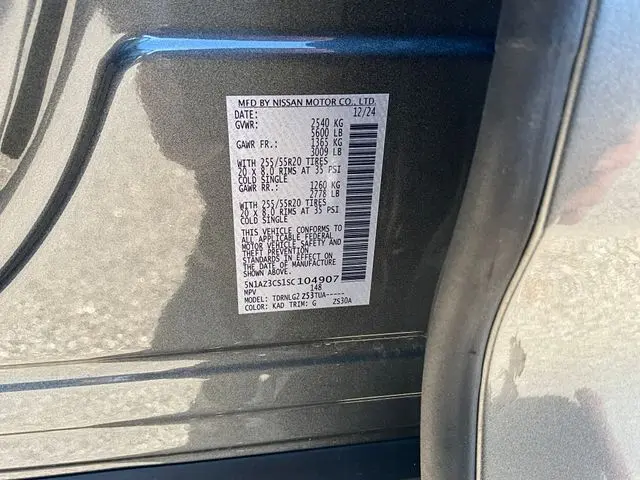 MFD BY NISSAN MOTOR CO., LTD.
DATE: 12/24
GVWR: 2540 KG
5600 LB
GAWR FR.: 1365 KG
3009 LB
WITH 255/55R20 TIRES
20 X 8.0 RIMS AT 35 PSI
COLD SINGLE
GAWR RR.: 1260 KG
2778 LB
WITH 255/55R20 TIRES
20 X 8.0 RIMS AT 35 PSI
COLD SINGLE
THIS VEHICLE CONFORMS TO
ALL APPLICABLE FEDERAL
MOTOR VEHICLE SAFETY AND
THEFT PREVENTION
STANDARDS IN EFFECT ON
THE DATE OF MANUFACTURE
SHOWN ABOVE.
5N1AZ3CS1SC104907
MPV 148
MODEL: TDRNLG2 Z53TUA-----
COLOR: KAD TRIM: G ZS30A